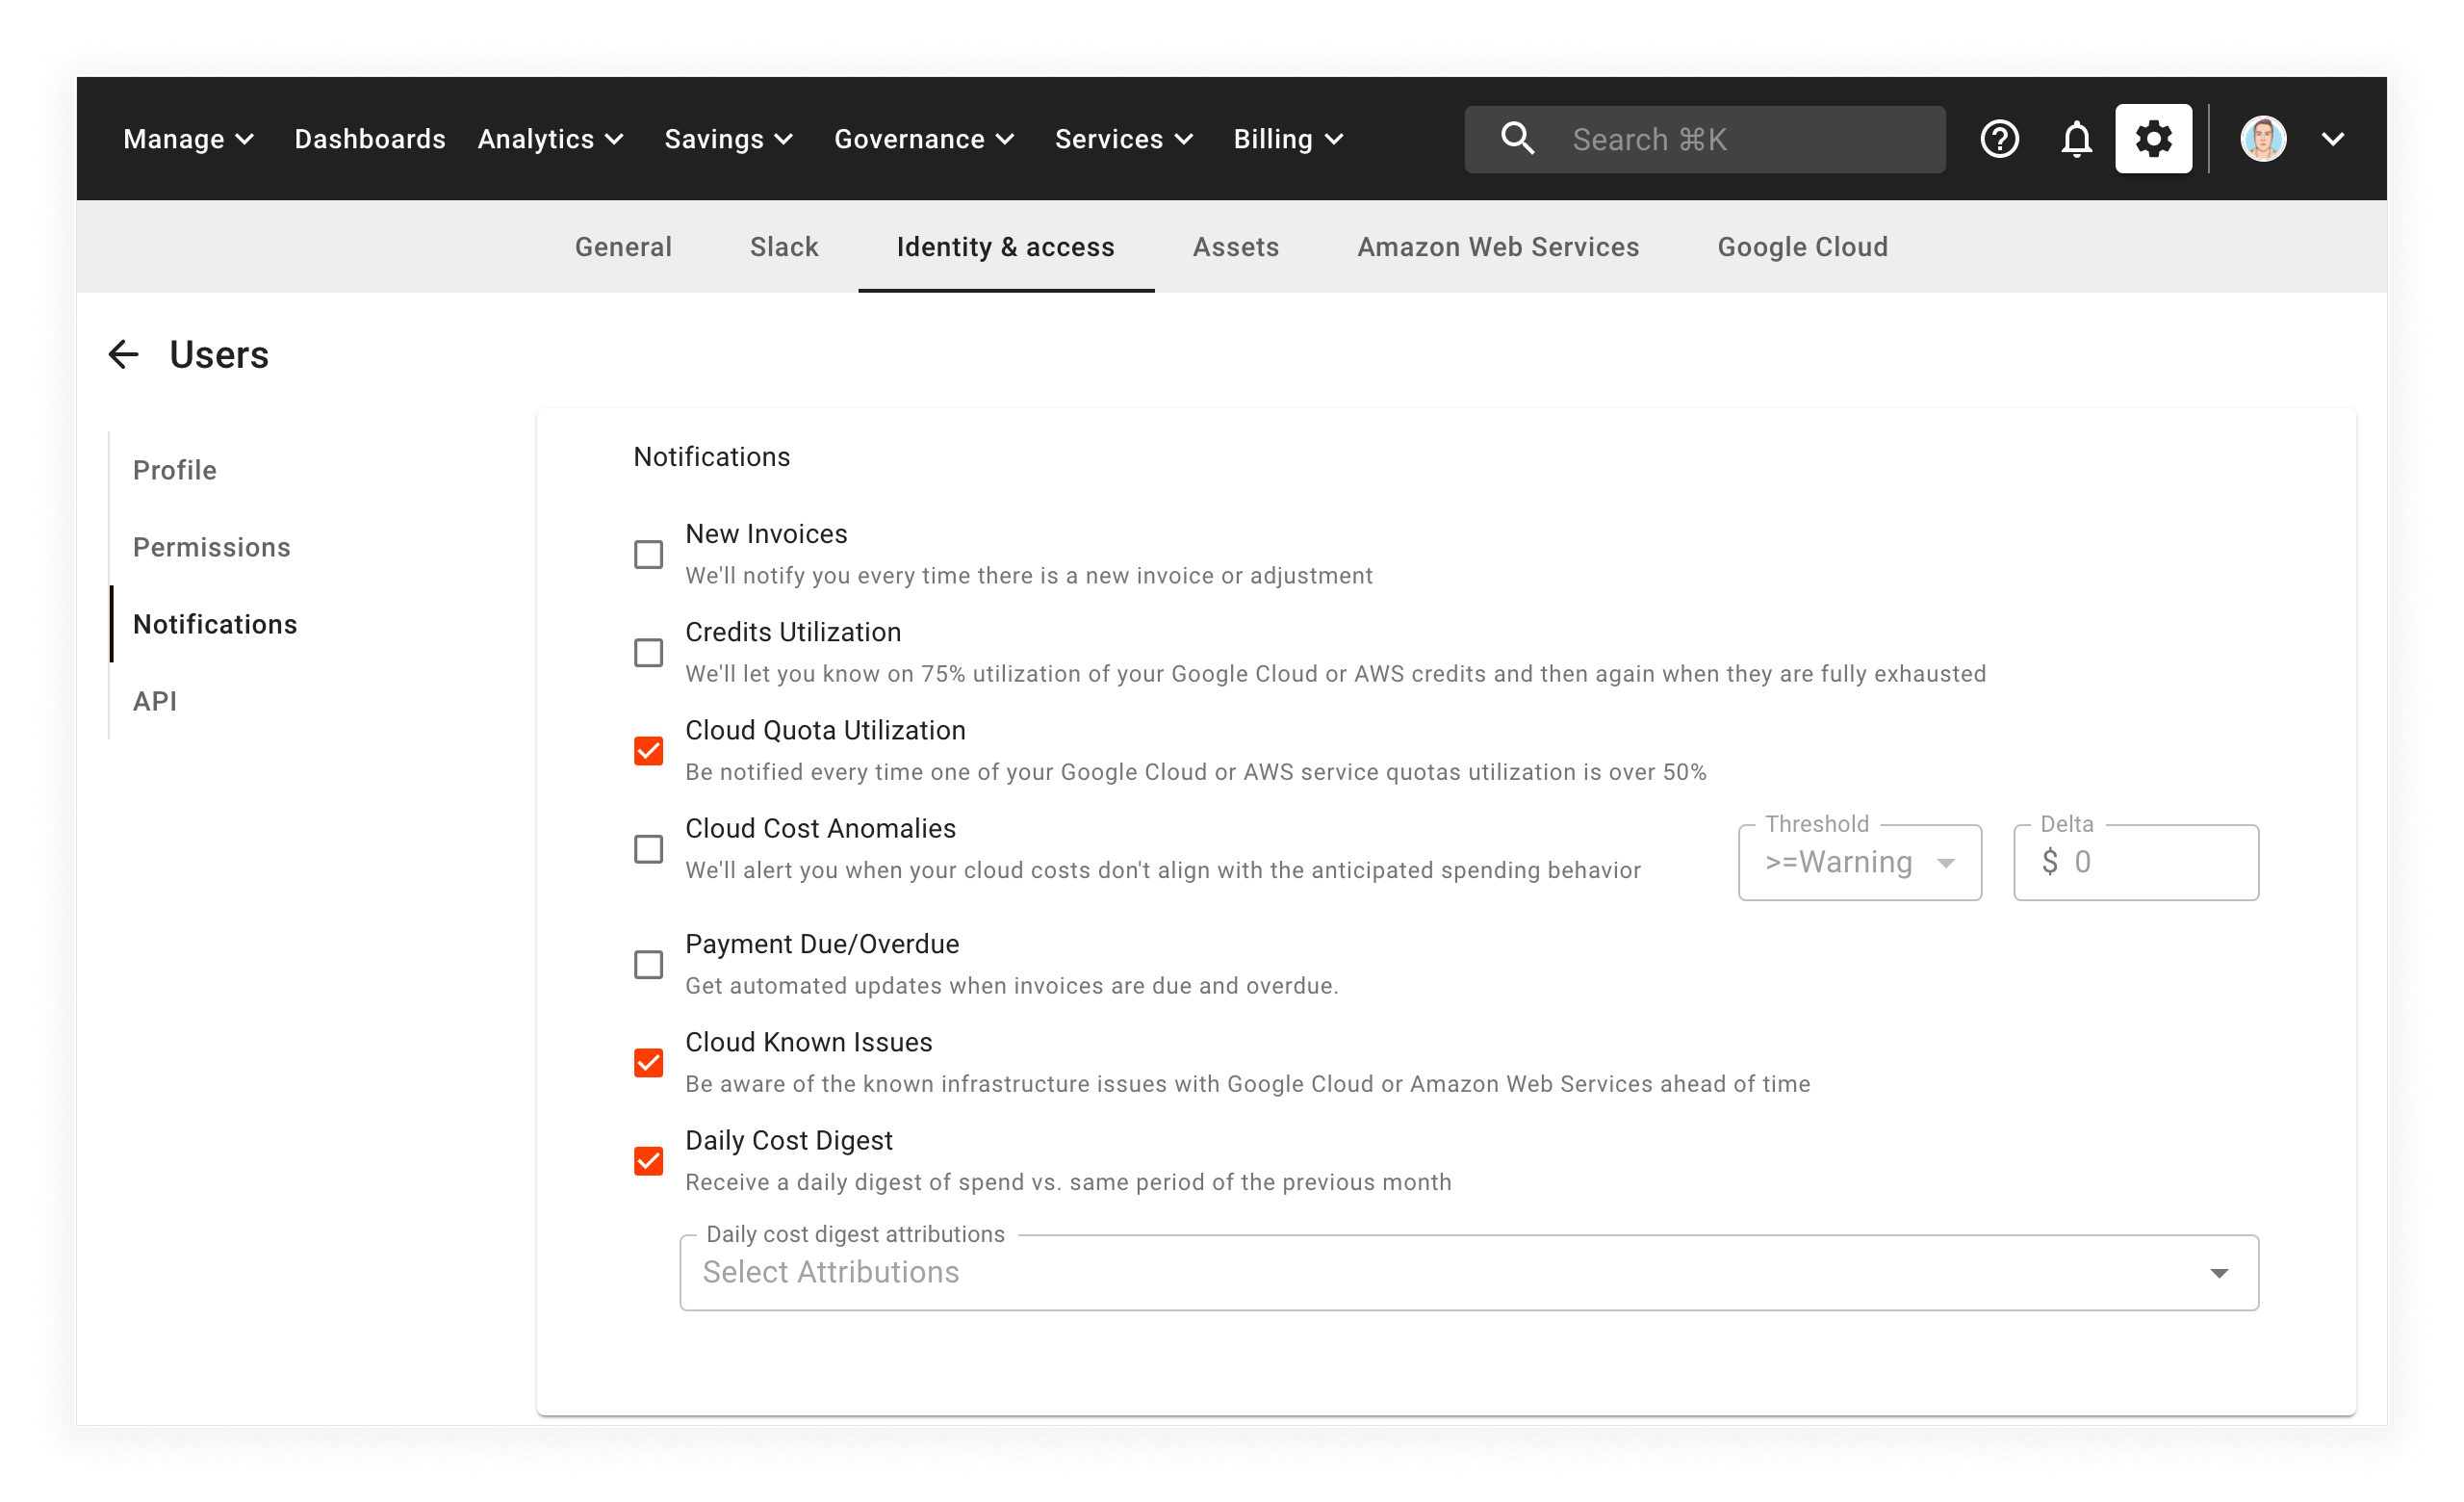 Manage Dashboards Analytics Savings Governance Services Billing Search ⌘K
General Slack Identity & access Assets Amazon Web Services Google Cloud
Users
Profile
Permissions
Notifications
API
Notifications
New Invoices
We'll notify you every time there is a new invoice or adjustment
Credits Utilization
We'll let you know on 75% utilization of your Google Cloud or AWS credits and then again when they are fully exhausted
Cloud Quota Utilization
Be notified every time one of your Google Cloud or AWS service quotas utilization is over 50%
Cloud Cost Anomalies
We'll alert you when your cloud costs don't align with the anticipated spending behavior
Threshold
>=Warning
Delta
$ 0
Payment Due/Overdue
Get automated updates when invoices are due and overdue.
Cloud Known Issues
Be aware of the known infrastructure issues with Google Cloud or Amazon Web Services ahead of time
Daily Cost Digest
Receive a daily digest of spend vs. same period of the previous month
Daily cost digest attributions
Select Attributions